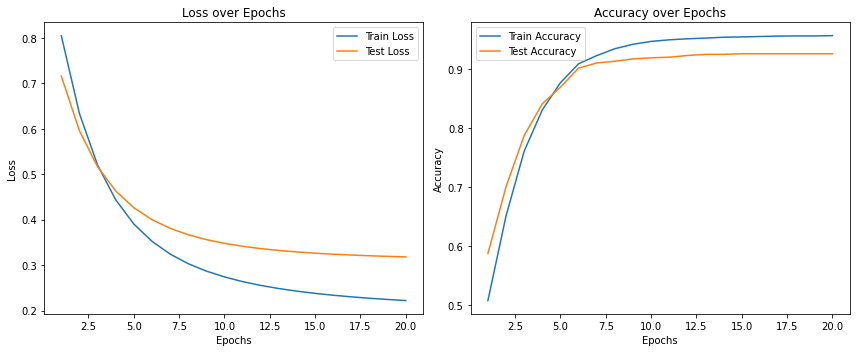 Loss over Epochs
Train Loss
Test Loss
0.8
0.7
0.6
0.5
0.4
0.3
0.2
Loss
2.5 5.0 7.5 10.0 12.5 15.0 17.5 20.0
Epochs
Accuracy over Epochs
Train Accuracy
Test Accuracy
0.9
0.8
0.7
0.6
0.5
Accuracy
2.5 5.0 7.5 10.0 12.5 15.0 17.5 20.0
Epochs